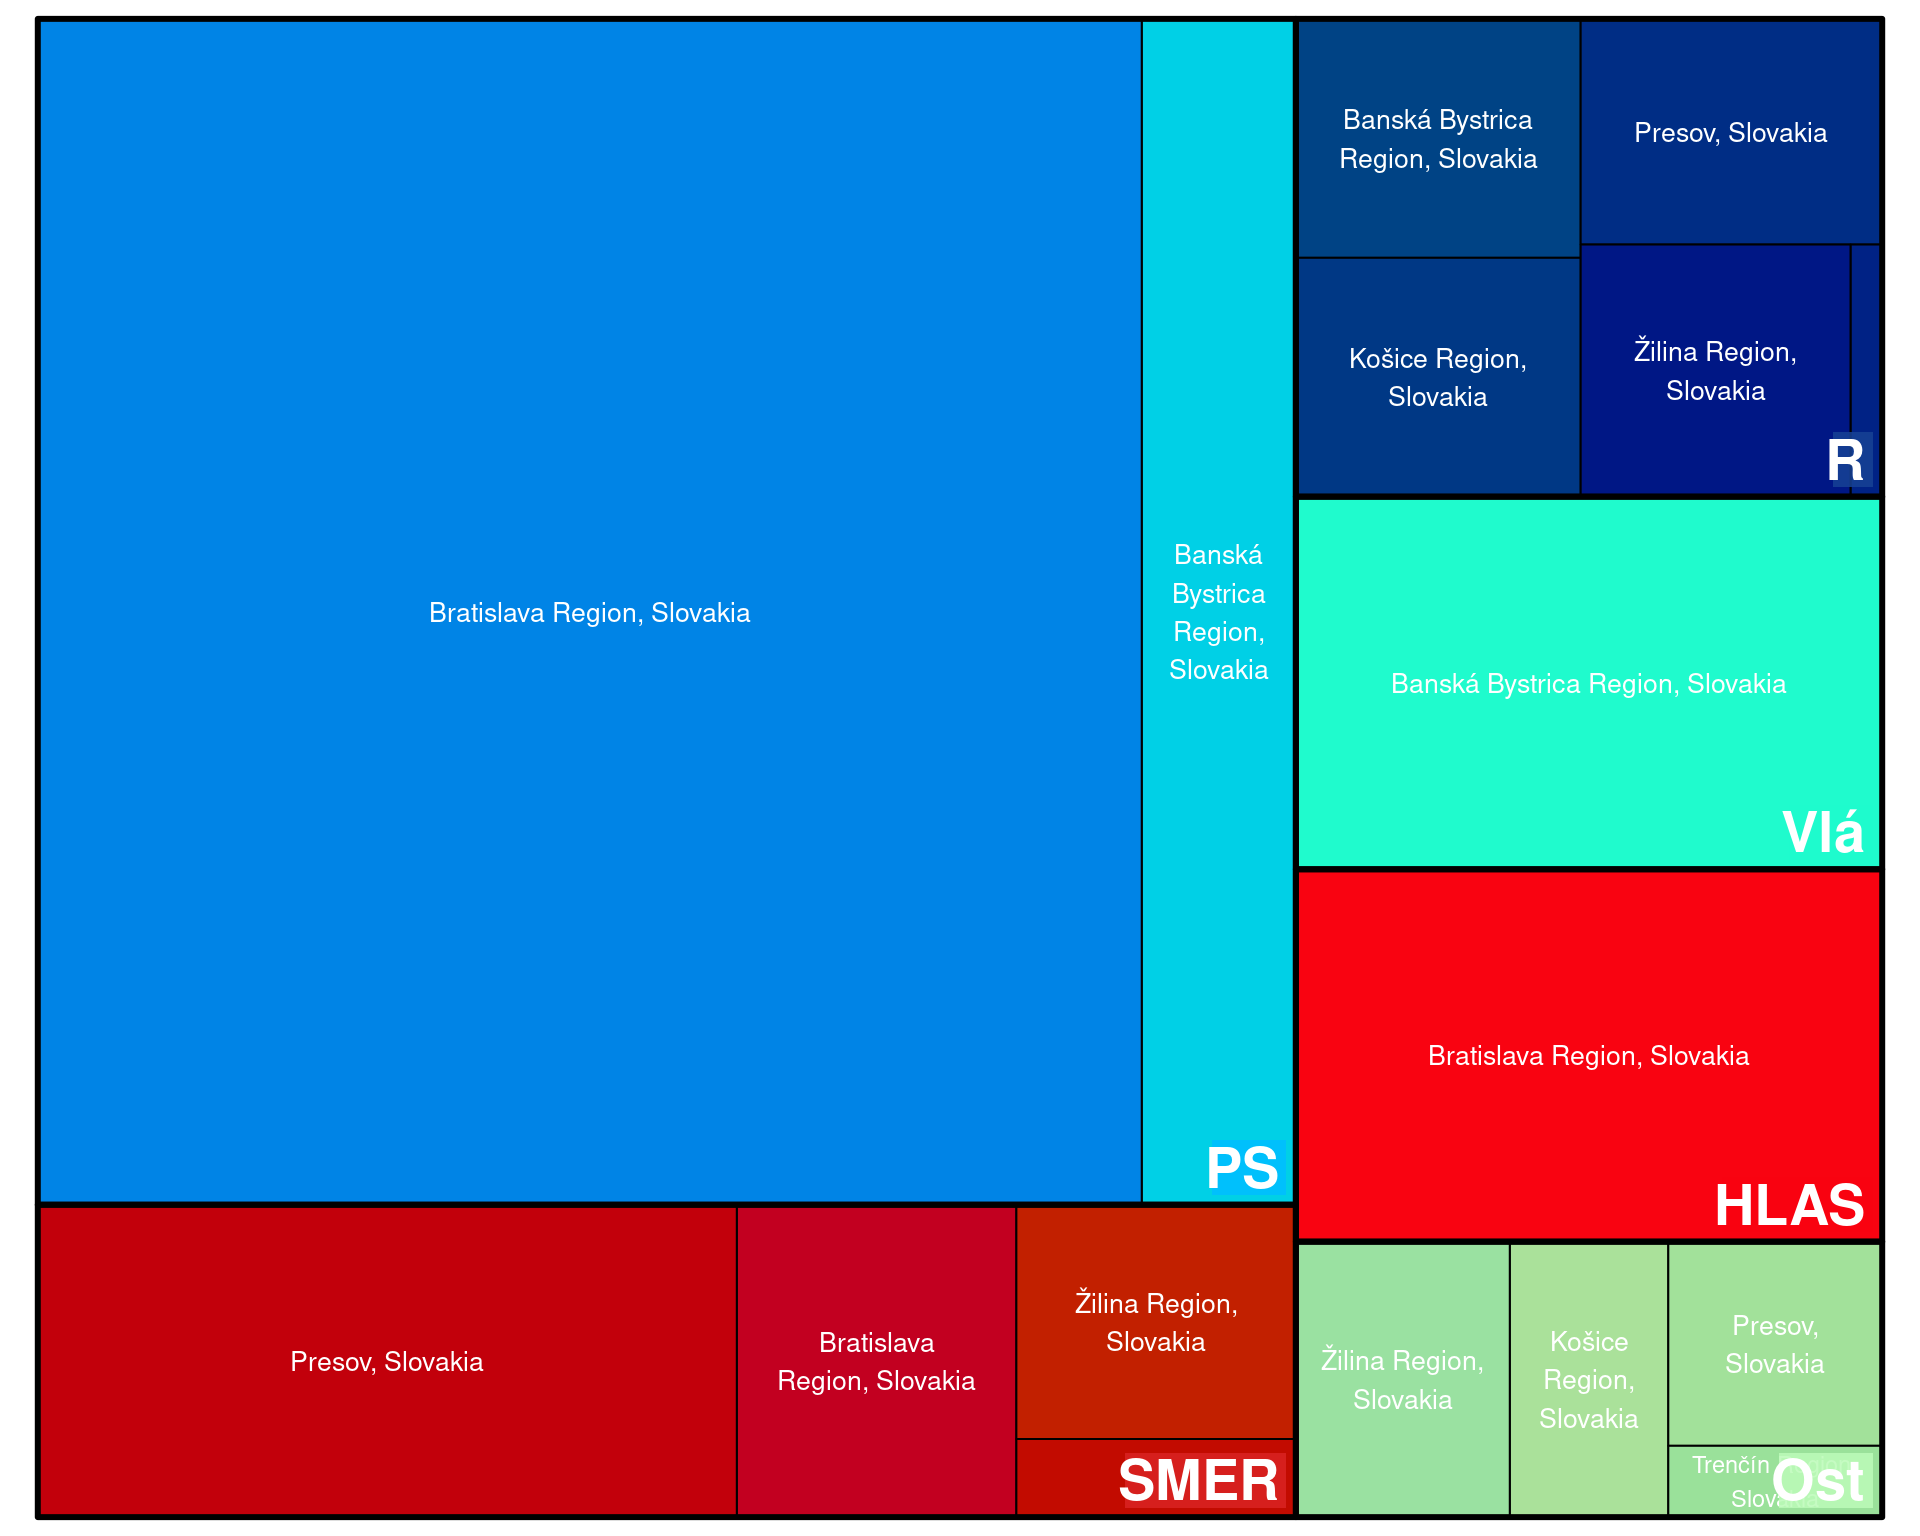 Bratislava Region, Slovakia
Banská
Bystrica
Region,
Slovakia
PS
Presov, Slovakia
Bratislava
Region, Slovakia
Žilina Region,
Slovakia
SMER
Banská Bystrica
Region, Slovakia
Presov, Slovakia
Košice Region,
Slovakia
Žilina Region,
Slovakia
R
Banská Bystrica Region, Slovakia
Vlá
Bratislava Region, Slovakia
HLAS
Žilina Region,
Slovakia
Košice
Region,
Slovakia
Presov,
Slovakia
Trenčín Region,
Slovakia
Ost